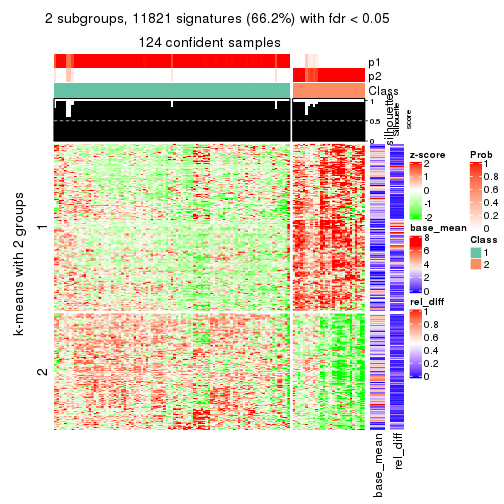 2 subgroups, 11821 signatures (66.2%) with fdr < 0.05
124 confident samples
p1
p2
Class
1
0.5
0
silhouette
Silhouette
score
k-means with 2 groups
1
2
base_mean
rel_diff
z-score
2
1
0
-1
-2
base_mean
8
6
4
2
0
rel_diff
1
0.8
0.6
0.4
0.2
0
Prob
1
0.8
0.6
0.4
0.2
0
Class
1
2